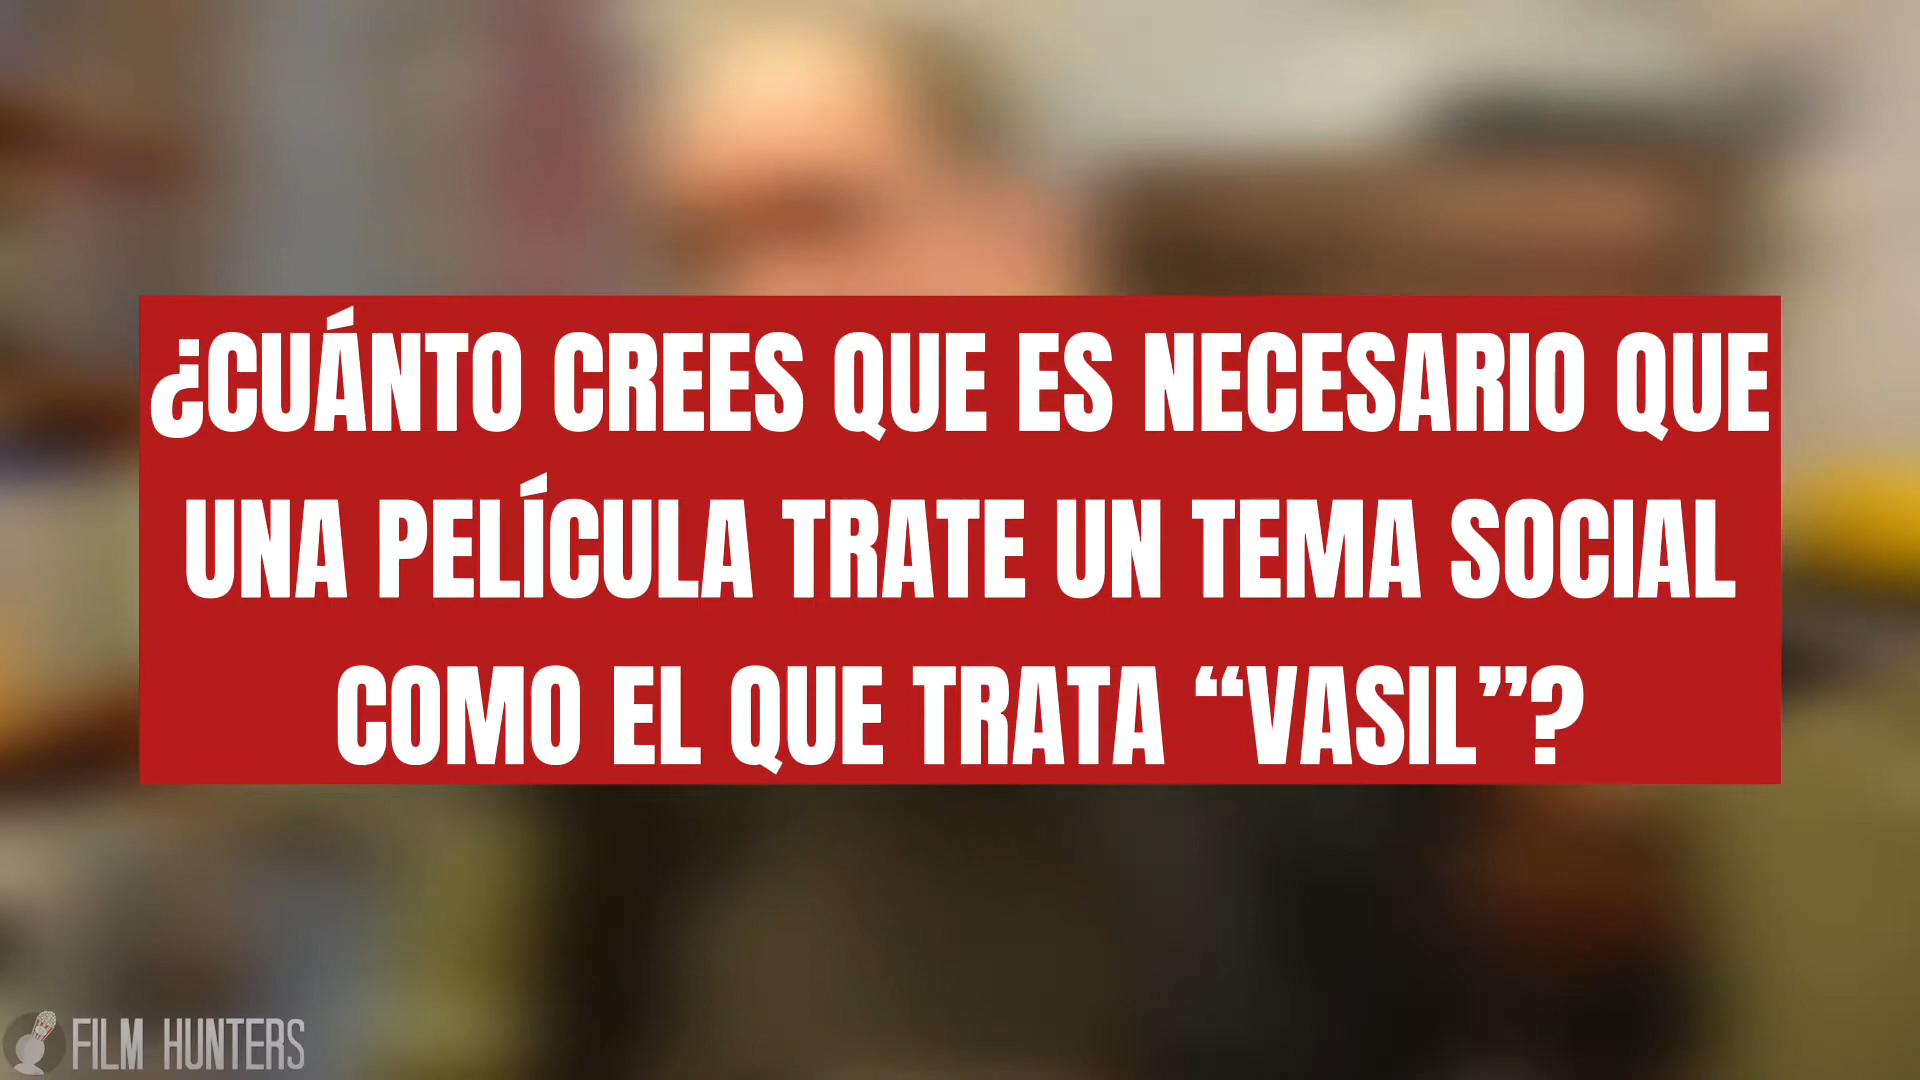 ¿CUÁNTO CREES QUE ES NECESARIO QUE
UNA PELÍCULA TRATE UN TEMA SOCIAL
COMO EL QUE TRATA “VASIL”?
FILM HUNTERS